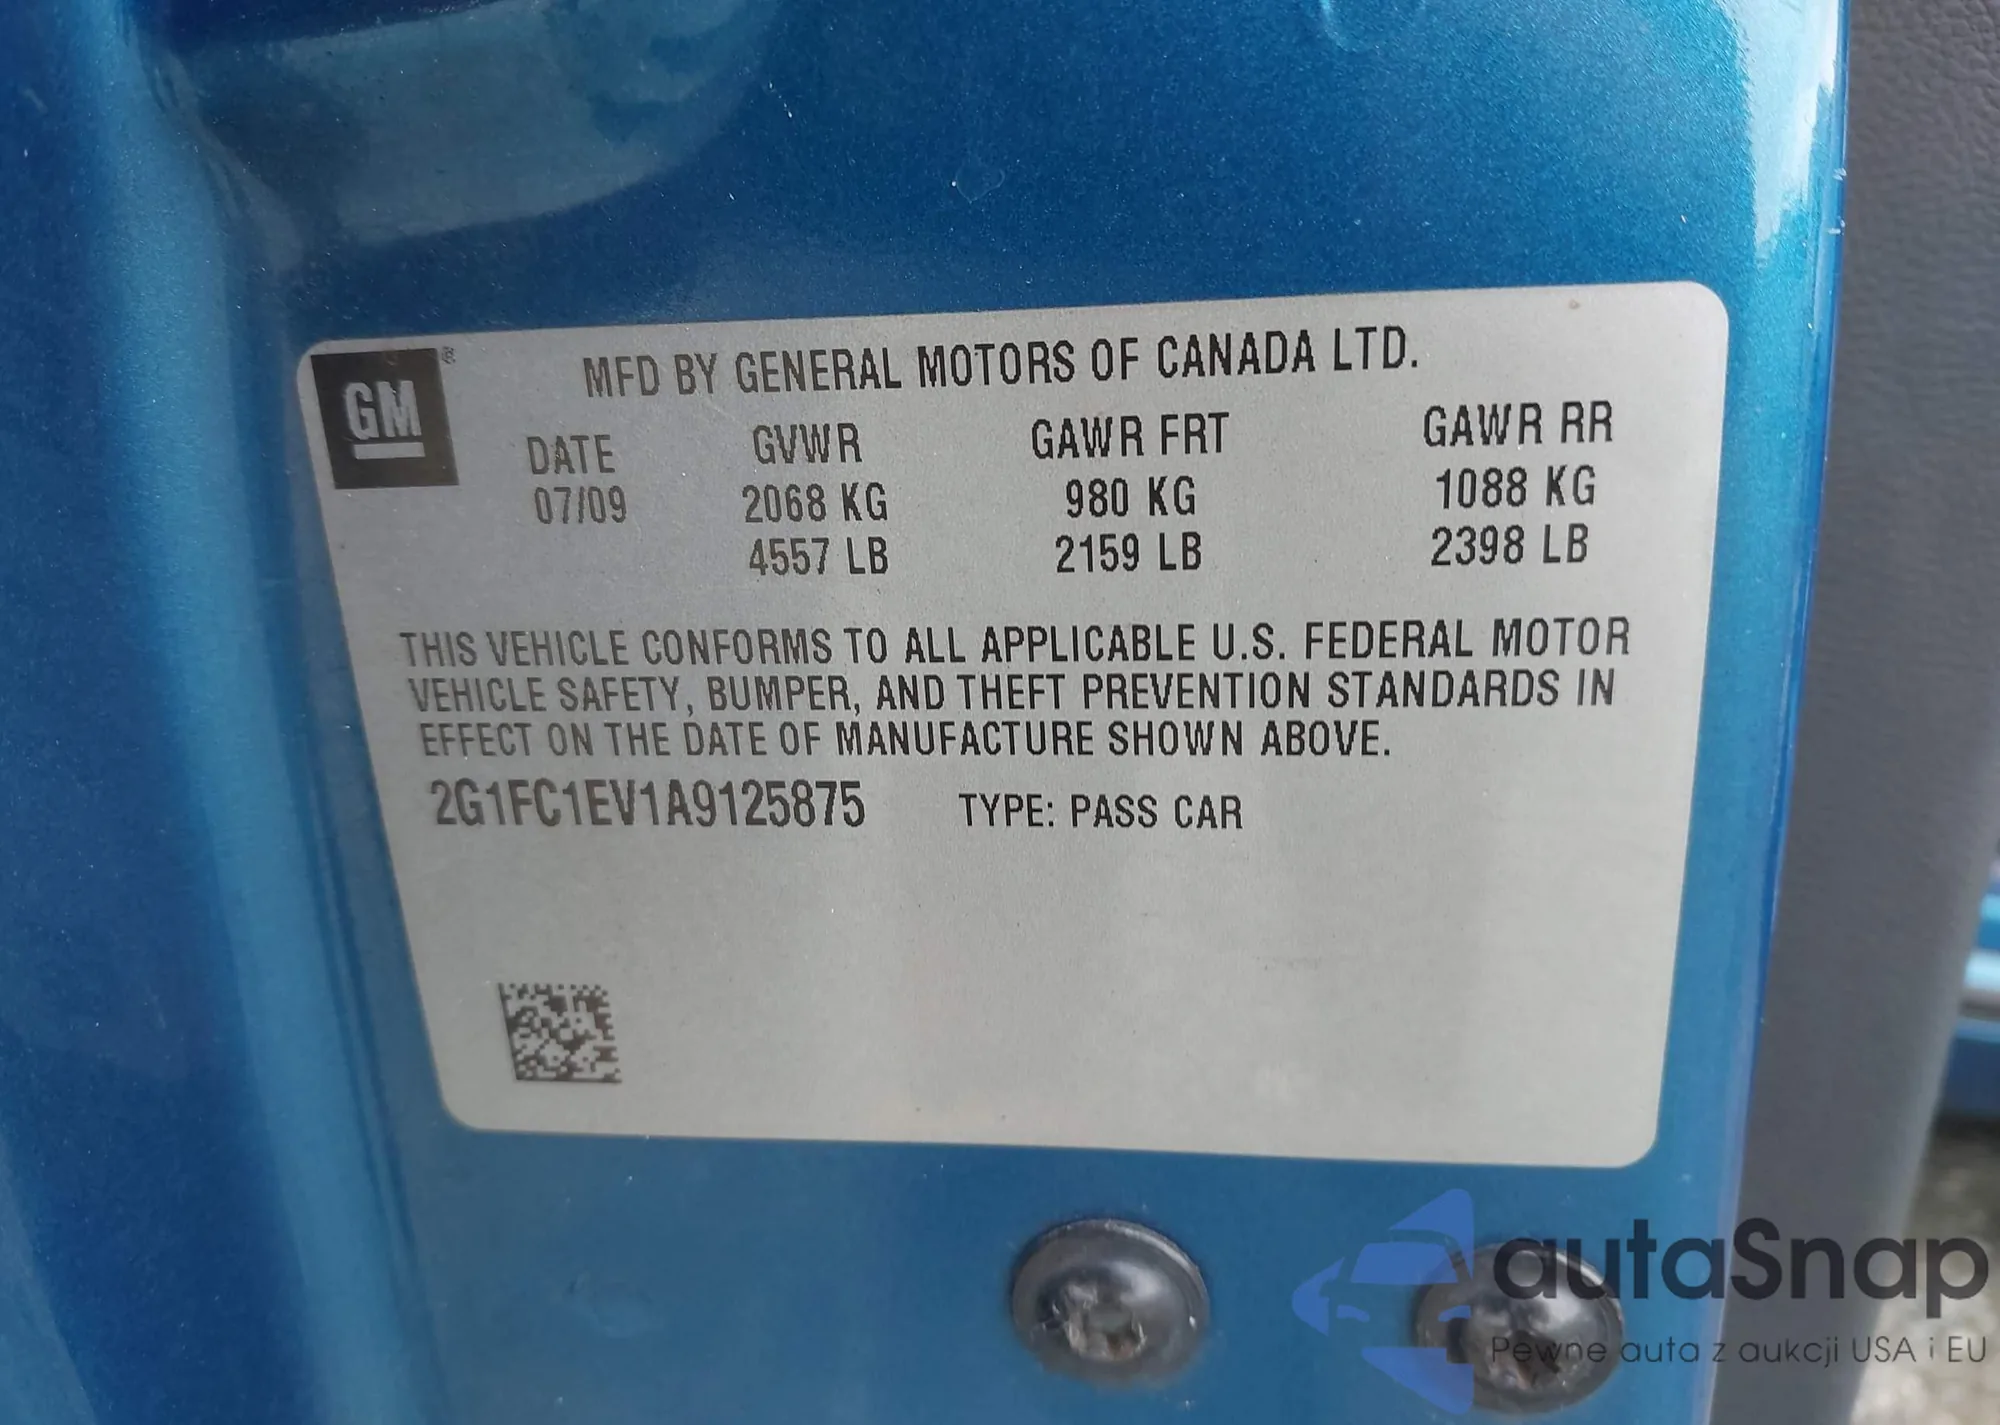 GM ®
MFD BY GENERAL MOTORS OF CANADA LTD.
DATE GVWR GAWR FRT GAWR RR
07/09 2068 KG 980 KG 1088 KG
4557 LB 2159 LB 2398 LB
THIS VEHICLE CONFORMS TO ALL APPLICABLE U.S. FEDERAL MOTOR
VEHICLE SAFETY, BUMPER, AND THEFT PREVENTION STANDARDS IN
EFFECT ON THE DATE OF MANUFACTURE SHOWN ABOVE.
2G1FC1EV1A9125875 TYPE: PASS CAR
autaSnap
Pewne auta z aukcji USA i EU